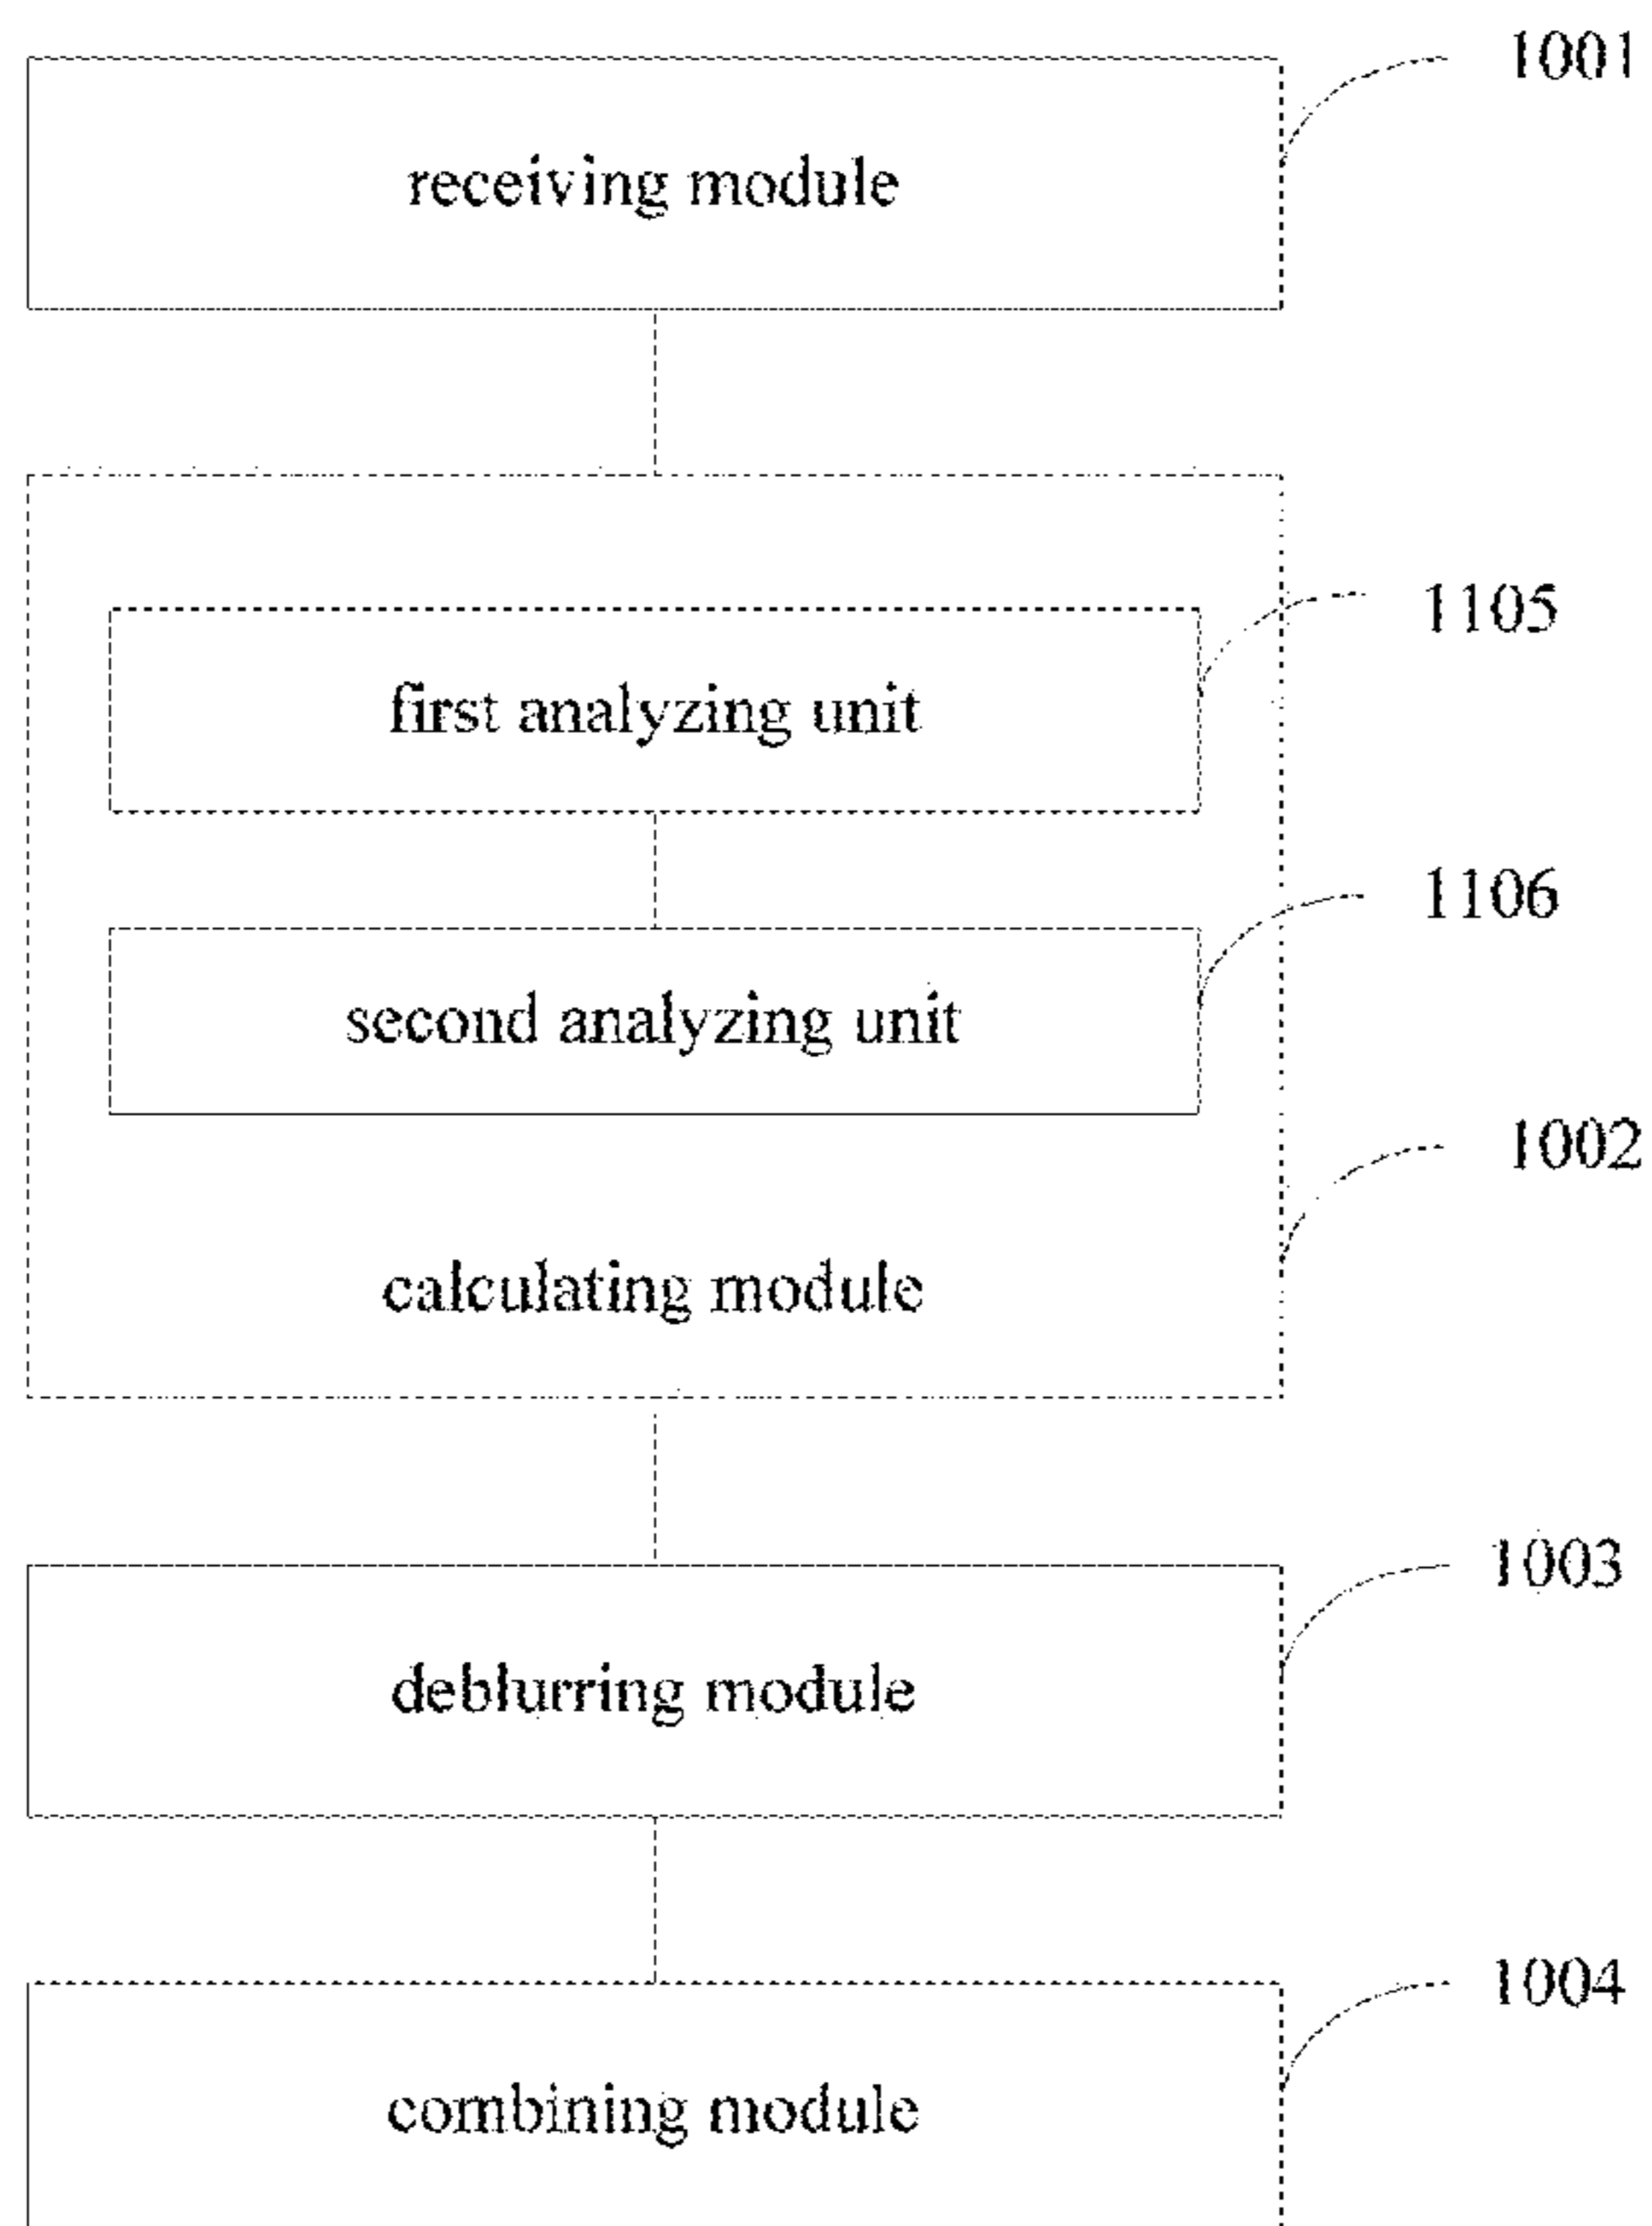 1001
receiving module
1105
first analyzing unit
1106
second analyzing unit
1002
calculating module
1003
deblurring module
1004
combining module